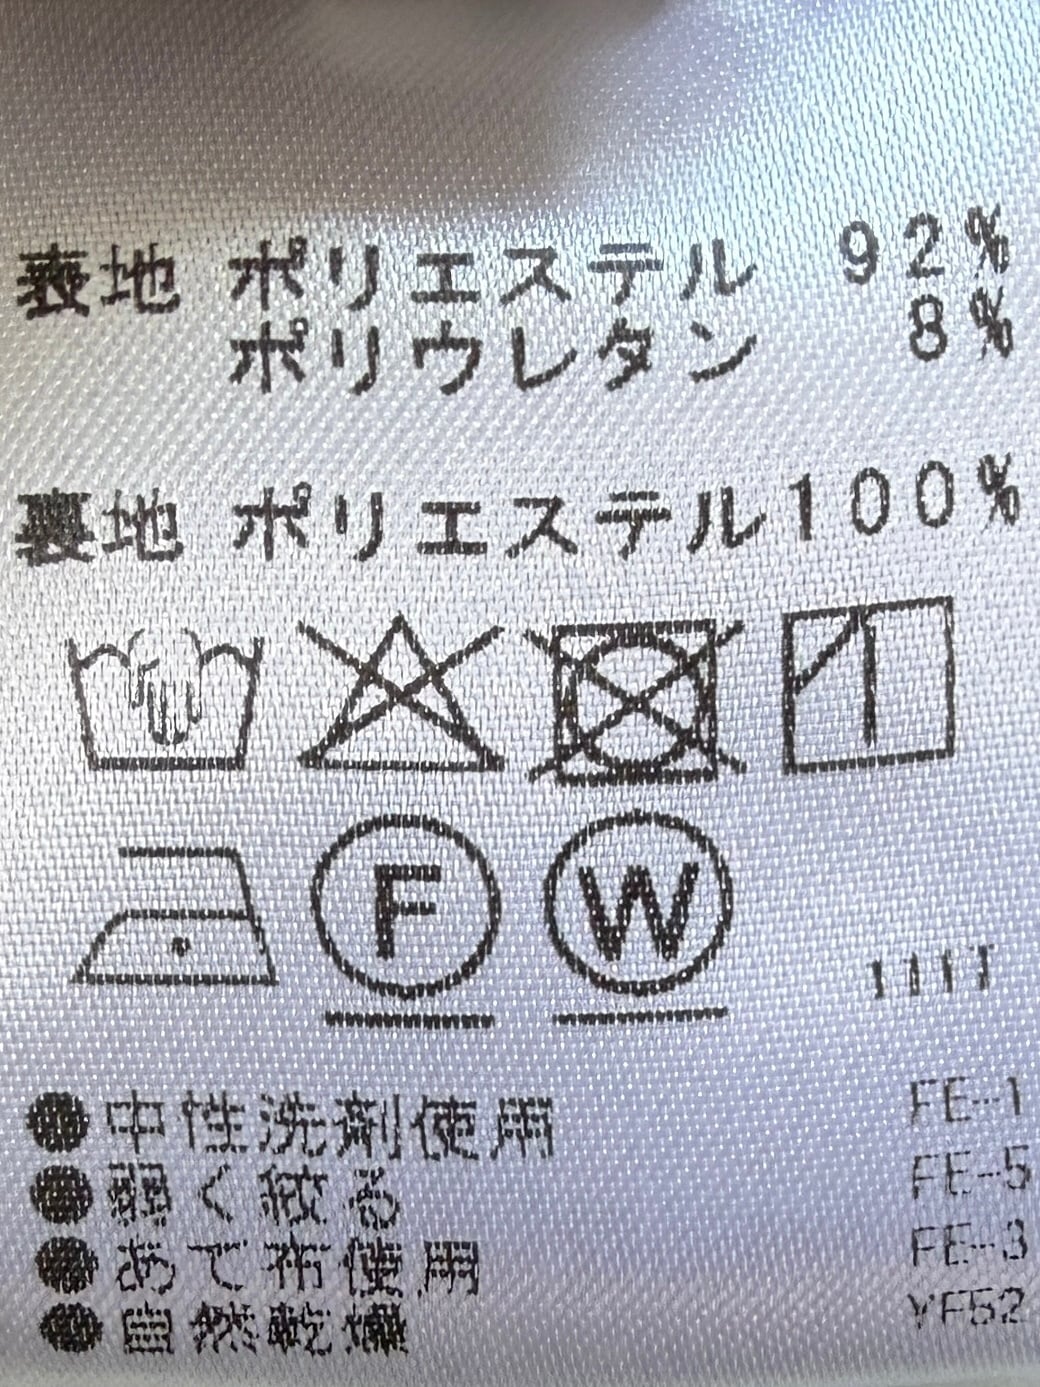 表地 ポリエステル 92%
ポリウレタン 8%
裏地 ポリエステル100%
F W
1111
中性洗剤使用 FE-1
弱く絞る FE-5
あて布使用 FE-3
自然乾燥 YF52